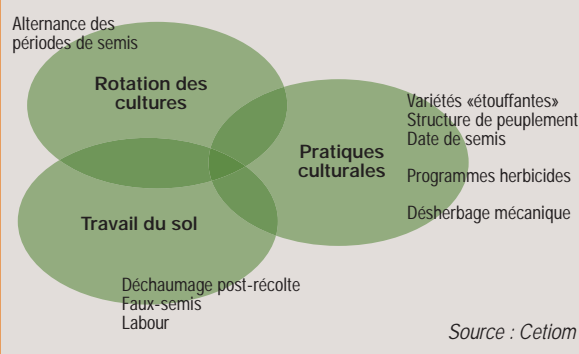 Alternance des
périodes de semis
Rotation des
cultures
Variétés «étouffantes»
Structure de peuplement
Date de semis
Pratiques
culturales
Programmes herbicides
Désherbage mécanique
Travail du sol
Déchaumage post-récolte
Faux-semis
Labour
Source : Cetiom